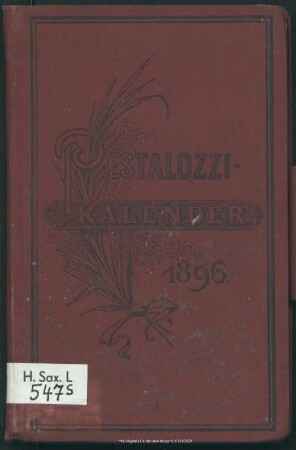 PESTALOZZI-
KALENDER
1896.
H. Sax. L
547s